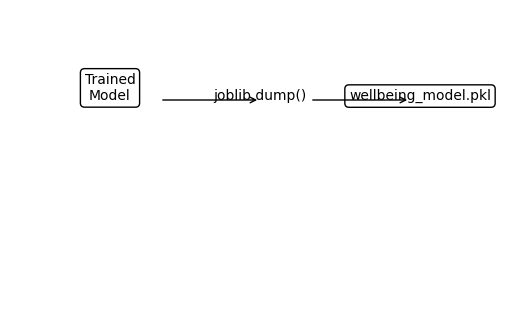 Trained
Model
joblib.dump()
wellbeing_model.pkl